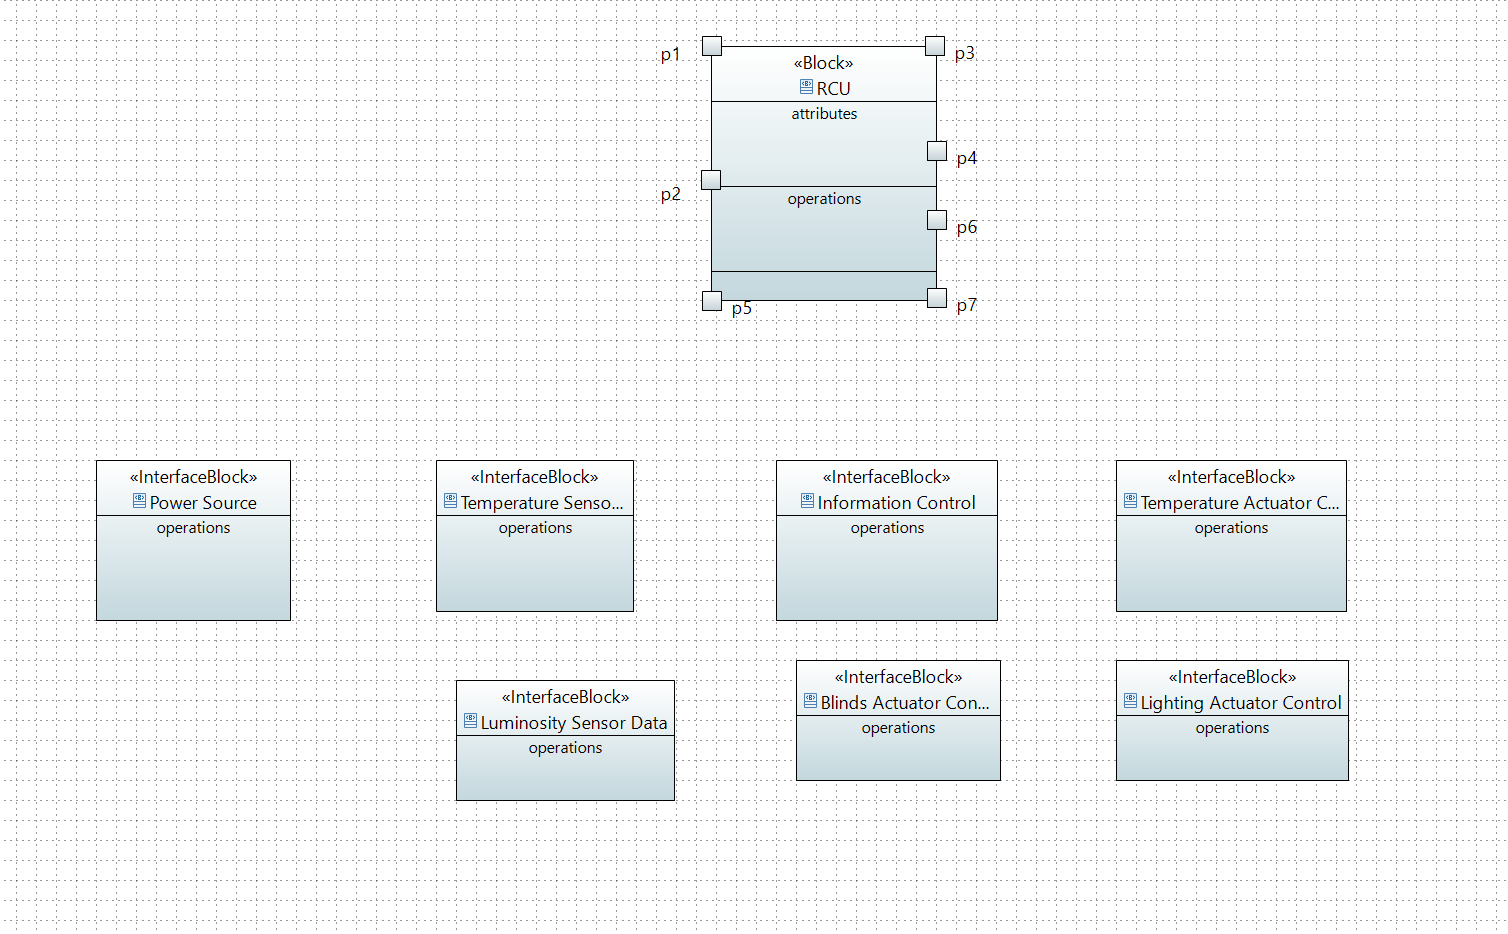 p1
p3
«Block»
RCU
attributes
p4
p2
operations
p6
p5
p7
«InterfaceBlock»
Power Source
operations
«InterfaceBlock»
Temperature Senso...
operations
«InterfaceBlock»
Information Control
operations
«InterfaceBlock»
Temperature Actuator C...
operations
«InterfaceBlock»
Luminosity Sensor Data
operations
«InterfaceBlock»
Blinds Actuator Con...
operations
«InterfaceBlock»
Lighting Actuator Control
operations